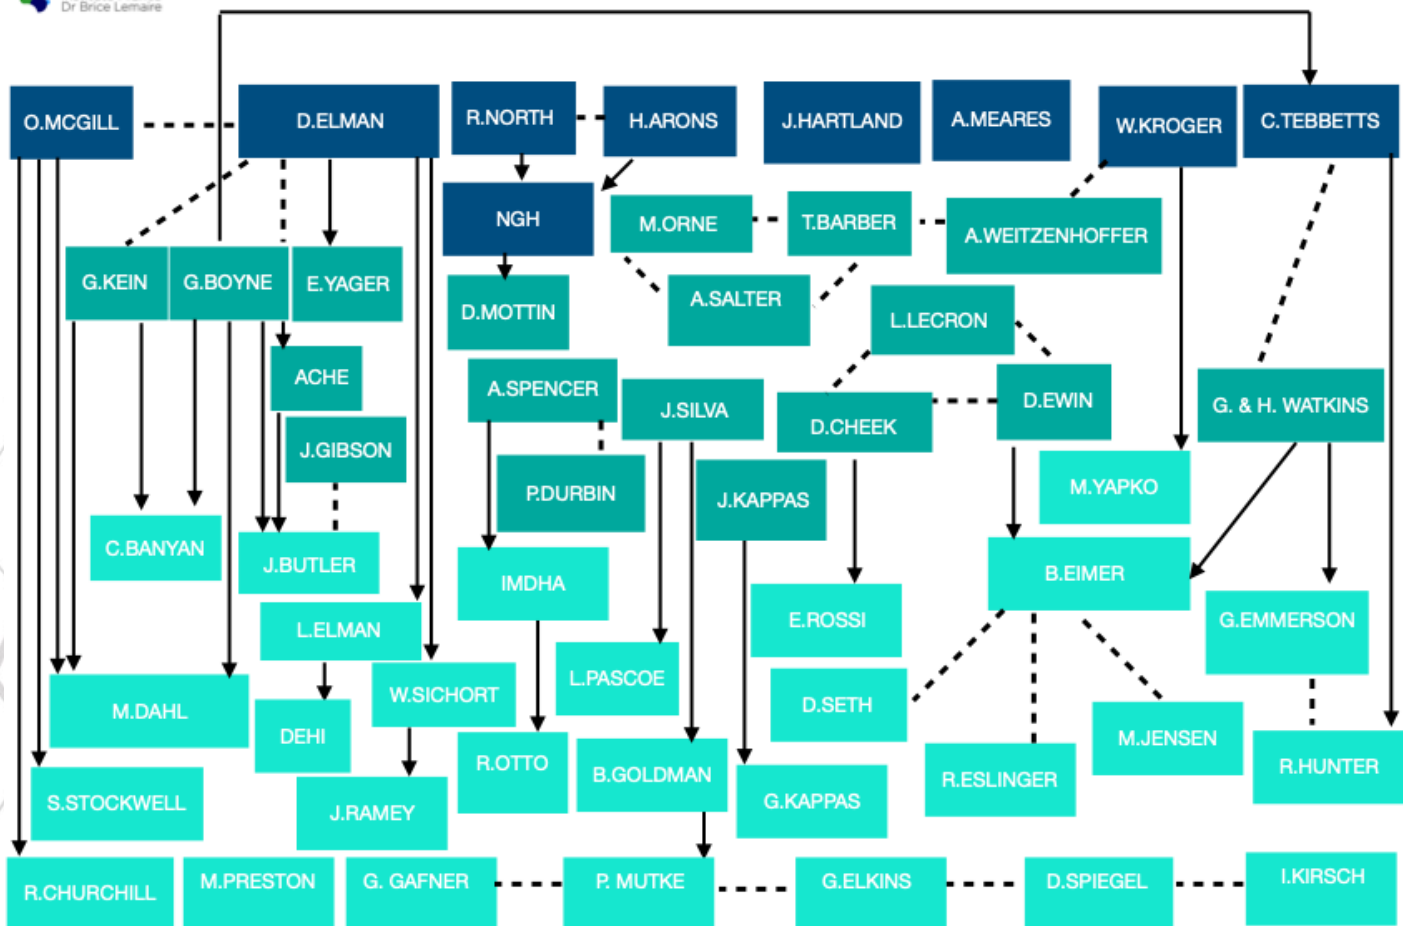 Dr Brice Lemaire
O.MCGILL
D.ELMAN
R.NORTH
H.ARONS
J.HARTLAND
A.MEARES
W.KROGER
C.TEBBETTS
NGH
M.ORNE
T.BARBER
A.WEITZENHOFFER
G.KEIN
G.BOYNE
E.YAGER
D.MOTTIN
A.SALTER
L.LECRON
ACHE
A.SPENCER
J.SILVA
D.CHEEK
D.EWIN
G. & H. WATKINS
J.GIBSON
P.DURBIN
J.KAPPAS
M.YAPKO
C.BANYAN
J.BUTLER
IMDHA
B.EIMER
L.ELMAN
E.ROSSI
G.EMMERSON
M.DAHL
DEHI
W.SICHORT
L.PASCOE
D.SETH
M.JENSEN
S.STOCKWELL
J.RAMEY
R.OTTO
B.GOLDMAN
G.KAPPAS
R.ESLINGER
R.HUNTER
R.CHURCHILL
M.PRESTON
G. GAFNER
P. MUTKE
G.ELKINS
D.SPIEGEL
I.KIRSCH